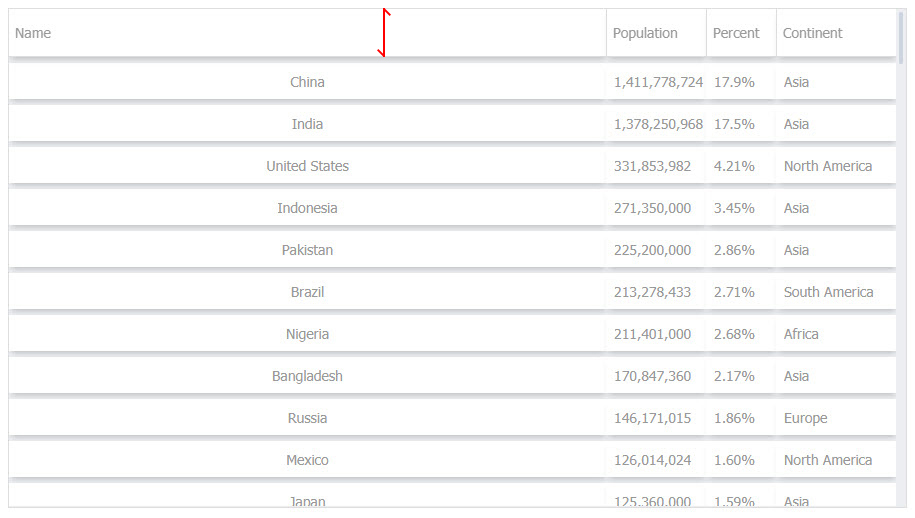 Name Population Percent Continent
China 1,411,778,724 17.9% Asia
India 1,378,250,968 17.5% Asia
United States 331,853,982 4.21% North America
Indonesia 271,350,000 3.45% Asia
Pakistan 225,200,000 2.86% Asia
Brazil 213,278,433 2.71% South America
Nigeria 211,401,000 2.68% Africa
Bangladesh 170,847,360 2.17% Asia
Russia 146,171,015 1.86% Europe
Mexico 126,014,024 1.60% North America
Japan 125,360,000 1.59% Asia